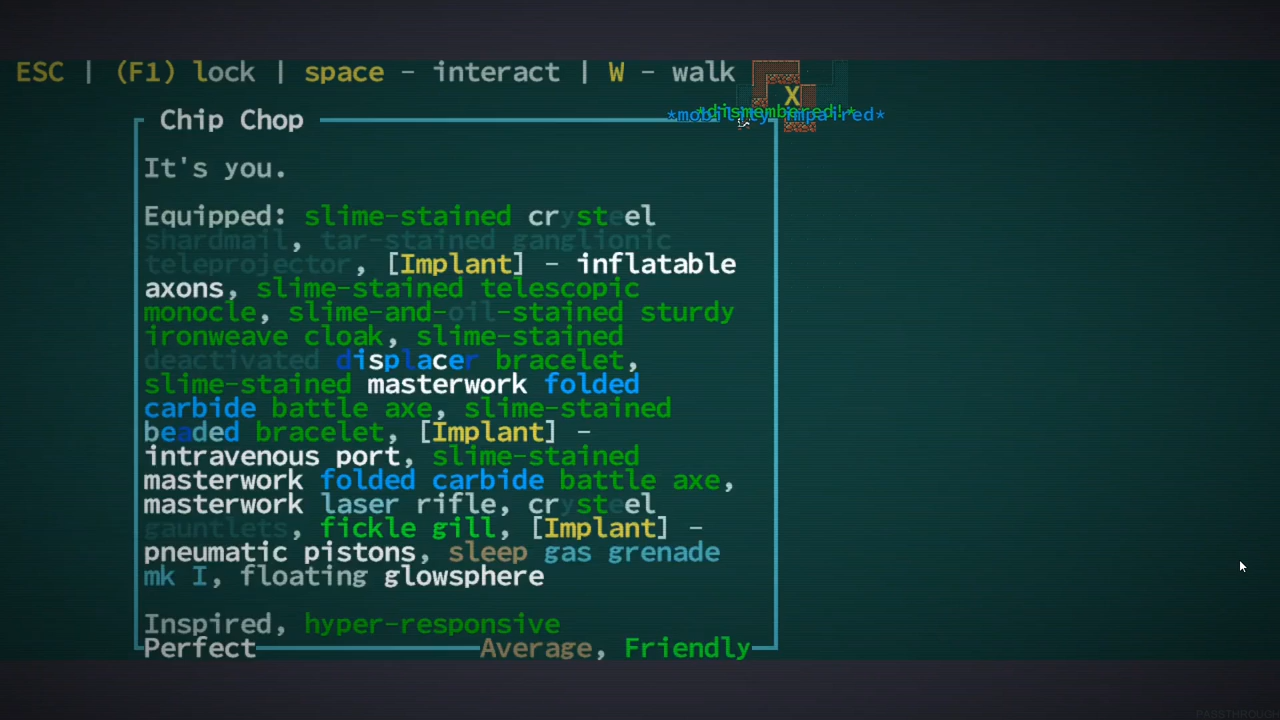 ESC | (F1) lock | space - interact | W - walk
X
*dismembered!*
*mobility impaired*
Chip Chop
It's you.
Equipped: slime-stained crysteel
shardmail, tar-stained ganglionic
teleprojector, [Implant] - inflatable
axons, slime-stained telescopic
monocle, slime-and-oil-stained sturdy
ironweave cloak, slime-stained
deactivated displacer bracelet,
slime-stained masterwork folded
carbide battle axe, slime-stained
beaded bracelet, [Implant] -
intravenous port, slime-stained
masterwork folded carbide battle axe,
masterwork laser rifle, crysteel
gauntlets, fickle gill, [Implant] -
pneumatic pistons, sleep gas grenade
mk I, floating glowsphere
Inspired, hyper-responsive
Perfect Average, Friendly